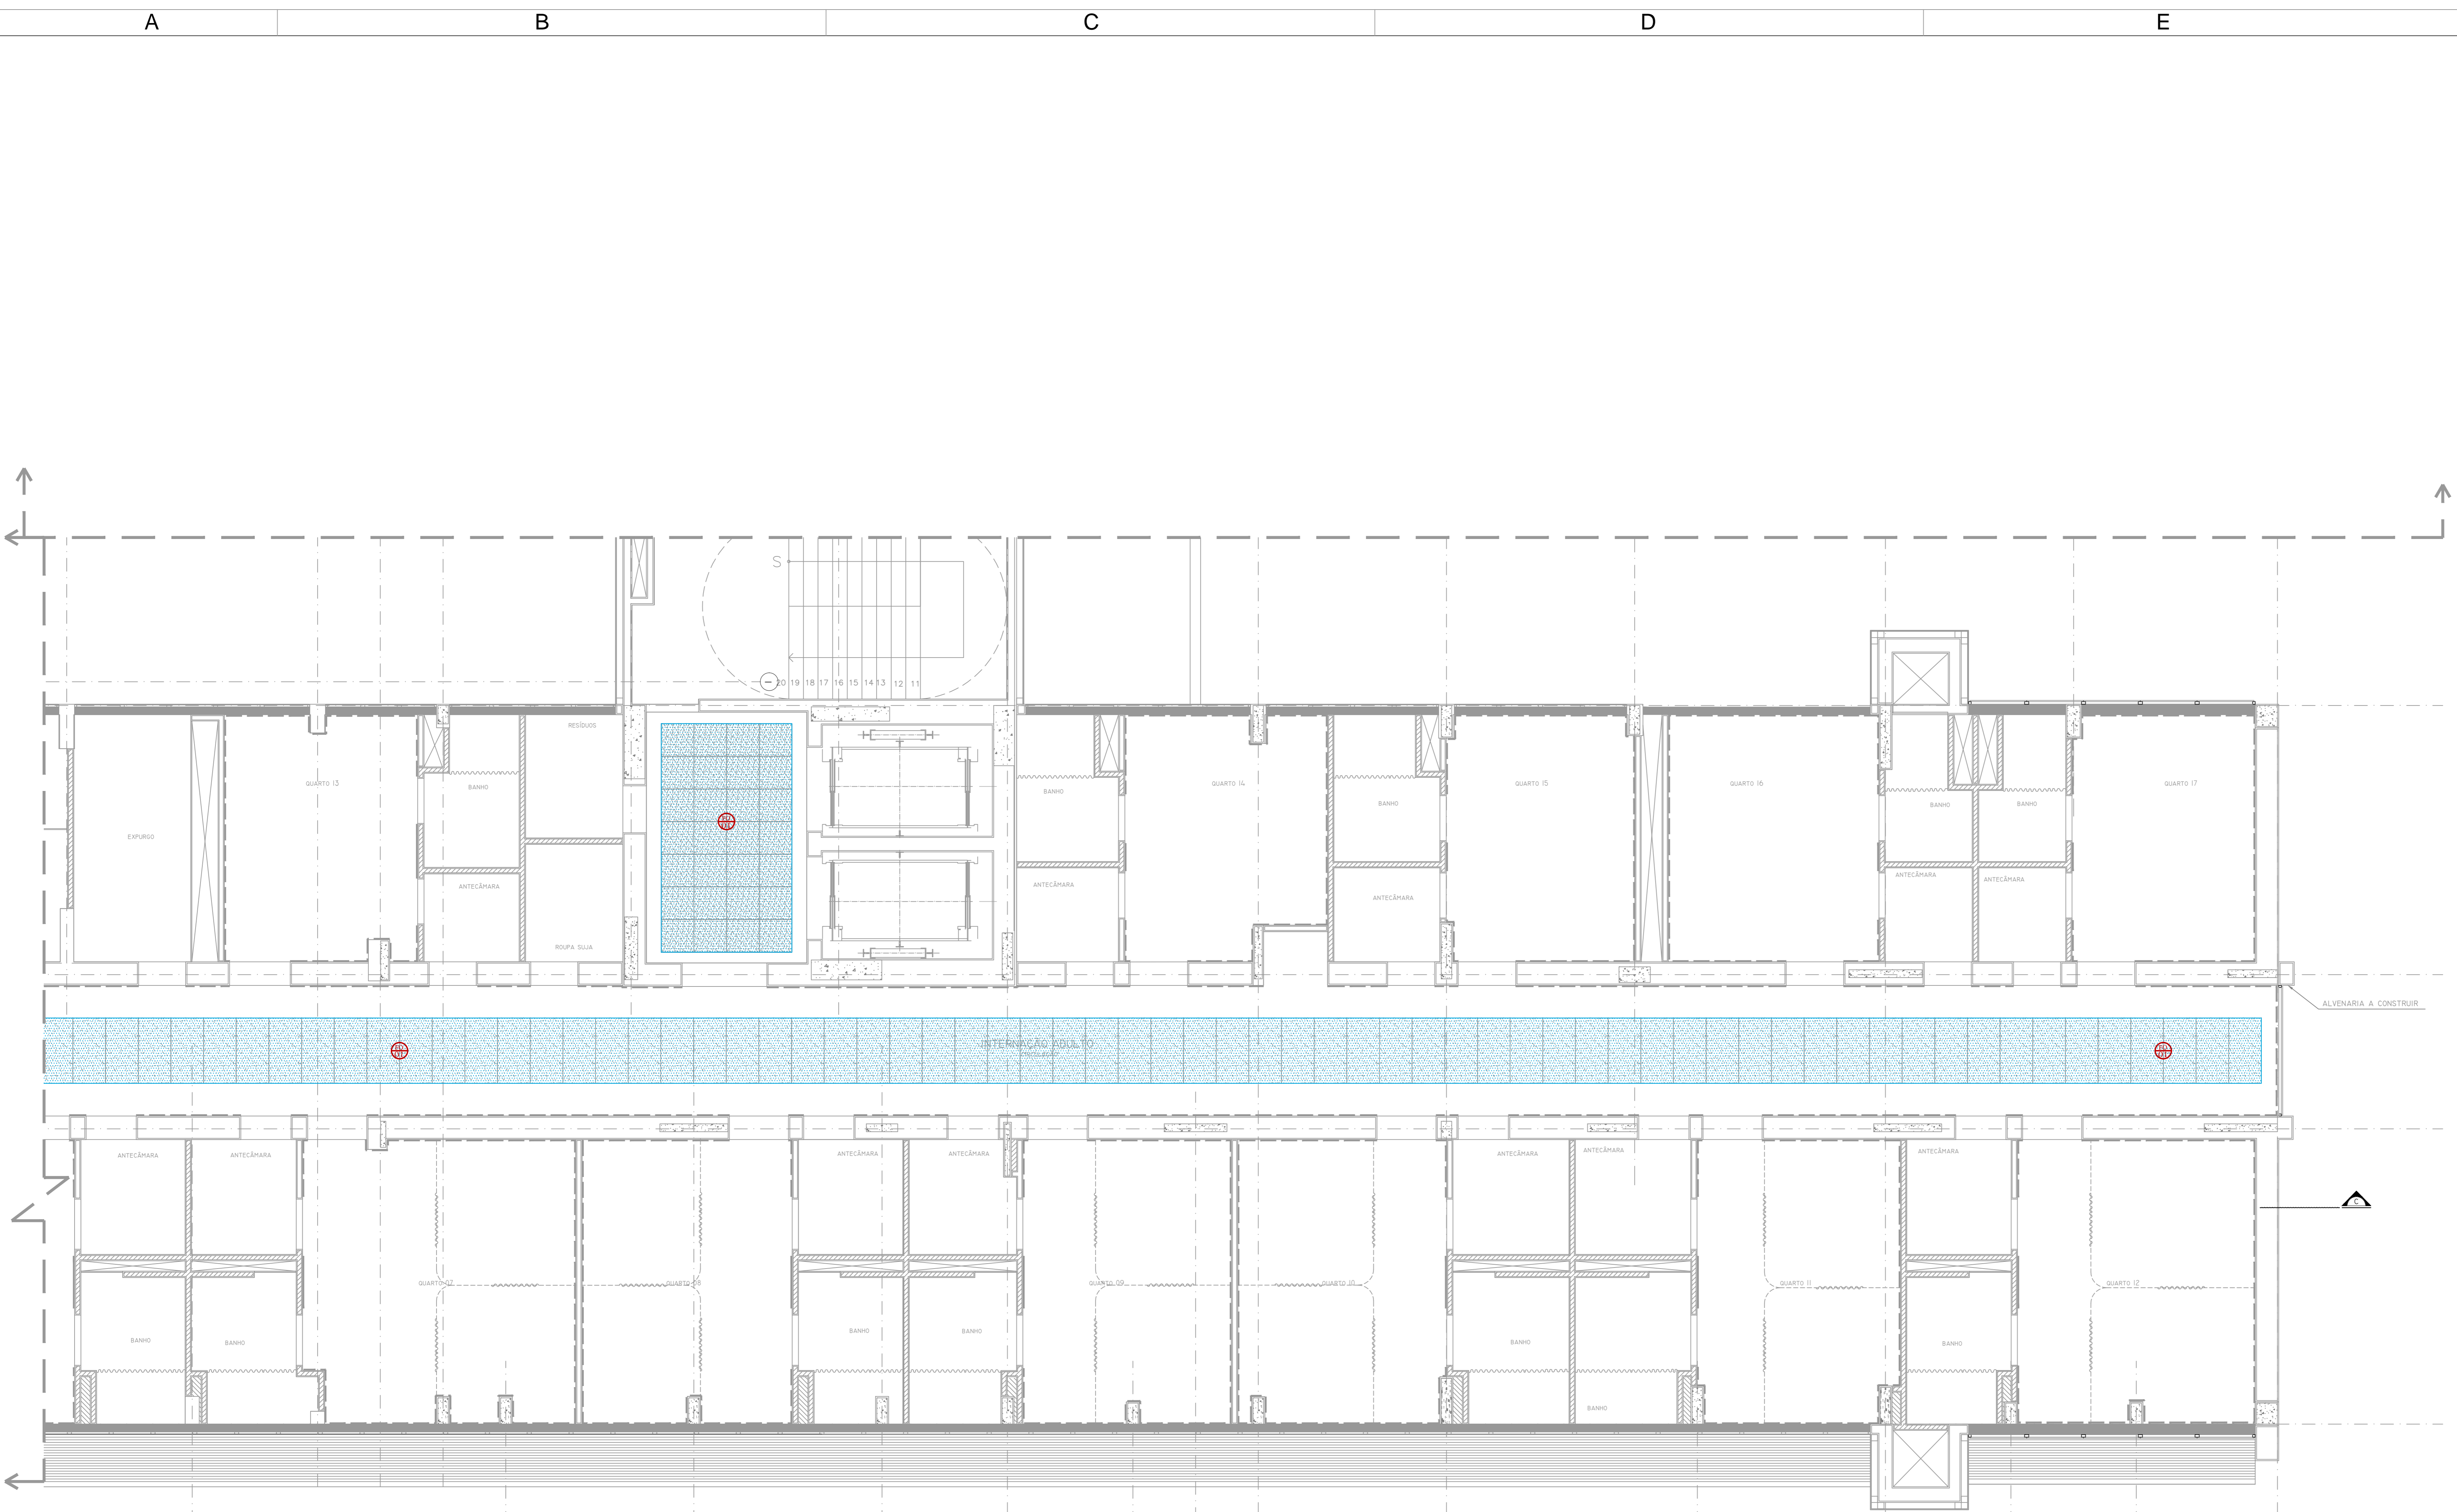 A B C D E
S
20 19 18 17 16 15 14 13 12 11
RESÍDUOS
QUARTO 13
BANHO
BANHO
QUARTO 14
BANHO
QUARTO 15
QUARTO 16
BANHO
BANHO
QUARTO 17
EXPURGO
ANTECÂMARA
ANTECÂMARA
ANTECÂMARA
ANTECÂMARA
ANTECÂMARA
ROUPA SUJA
ALVENARIA A CONSTRUIR
INTERNAÇÃO ADULTO
CIRCULAÇÃO
ANTECÂMARA
ANTECÂMARA
ANTECÂMARA
ANTECÂMARA
ANTECÂMARA
ANTECÂMARA
ANTECÂMARA
C
QUARTO 07
QUARTO 08
QUARTO 09
QUARTO 10
QUARTO 11
QUARTO 12
BANHO
BANHO
BANHO
BANHO
BANHO
BANHO
BANHO